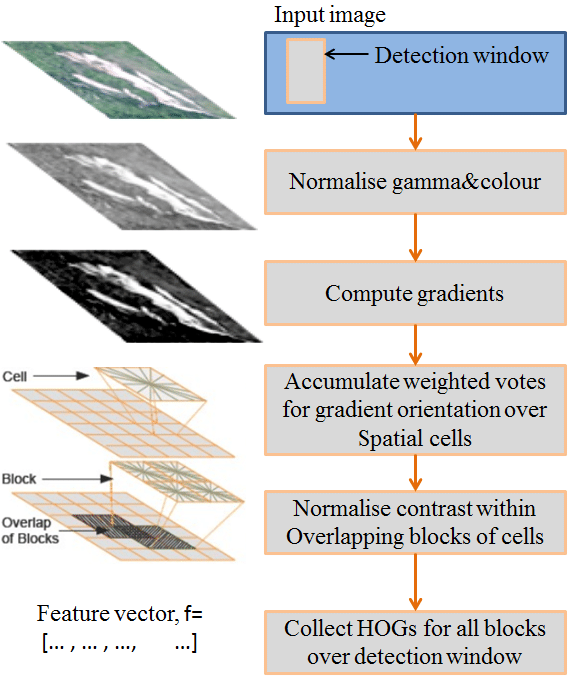 Input image
Detection window
Normalise gamma&colour
Compute gradients
Cell
Accumulate weighted votes
for gradient orientation over
Spatial cells
Block
Overlap
of Blocks
Normalise contrast within
Overlapping blocks of cells
Feature vector, f=
[... , ... , ...,     ...]
Collect HOGs for all blocks
over detection window